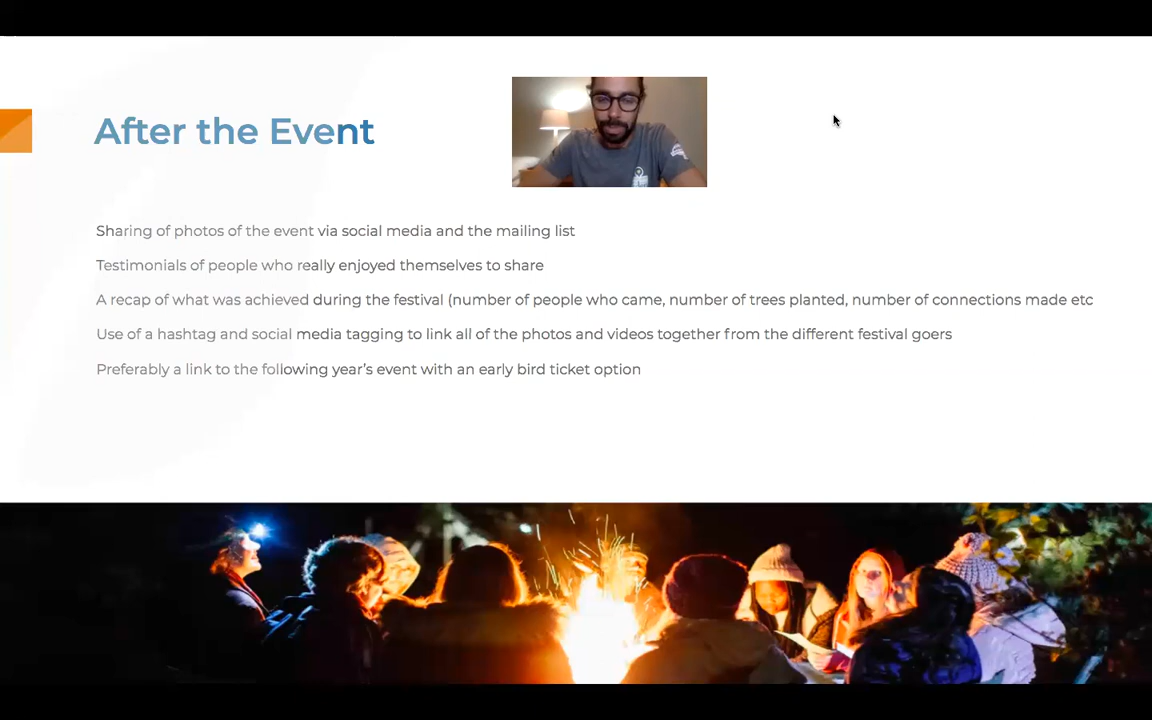 After the Event
Sharing of photos of the event via social media and the mailing list
Testimonials of people who really enjoyed themselves to share
A recap of what was achieved during the festival (number of people who came, number of trees planted, number of connections made etc
Use of a hashtag and social media tagging to link all of the photos and videos together from the different festival goers
Preferably a link to the following year's event with an early bird ticket option